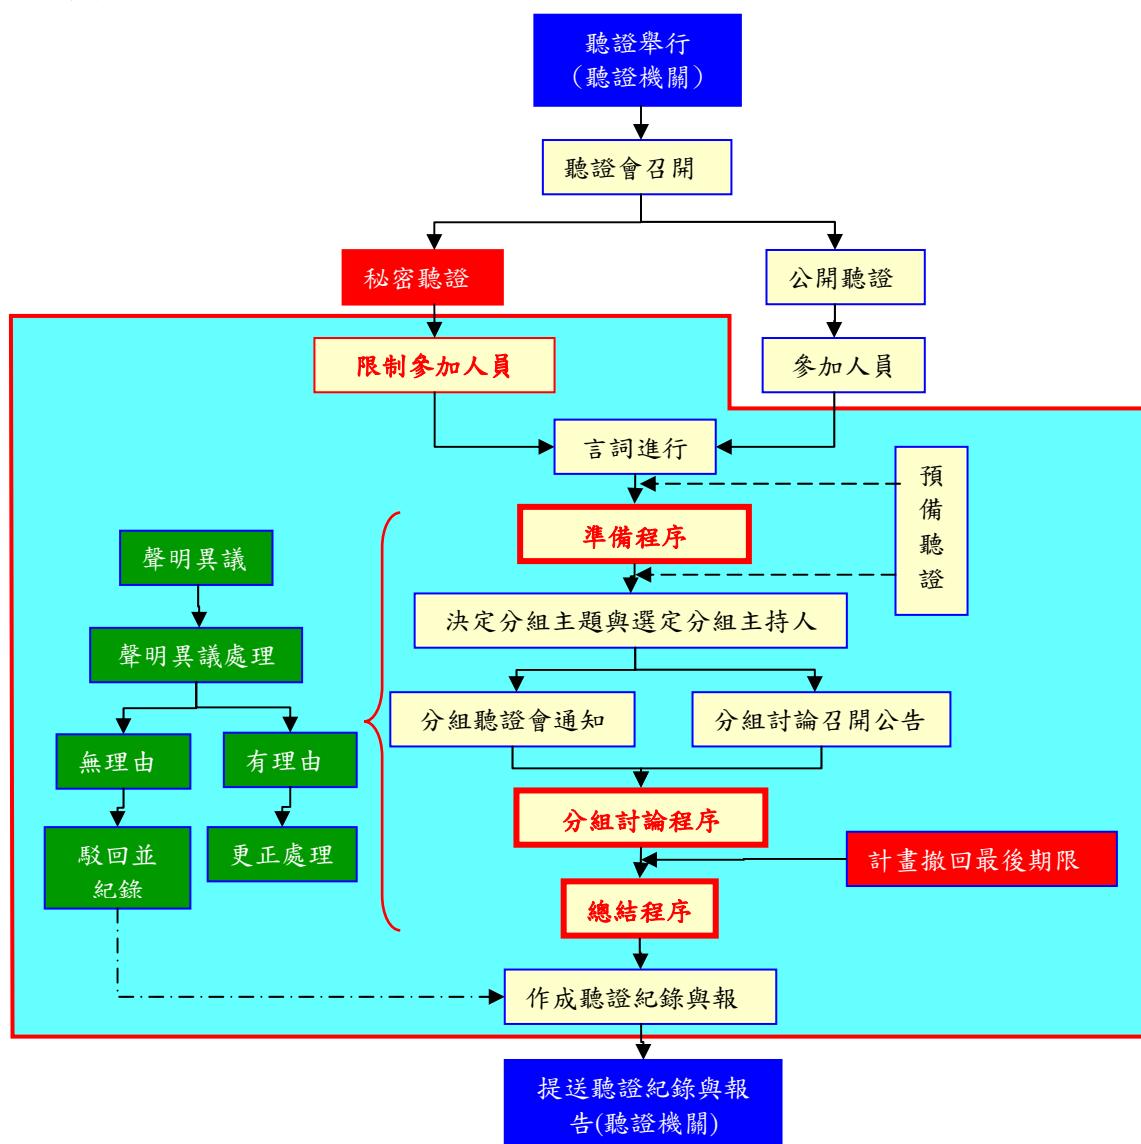 聽證舉行
（聽證機關）
聽證會召開
秘密聽證
公開聽證
限制參加人員
參加人員
言詞進行
預
備
聽
證
準備程序
聲明異議
決定分組主題與選定分組主持人
聲明異議處理
分組聽證會通知
分組討論召開公告
無理由
有理由
分組討論程序
駁回並
紀錄
更正處理
計畫撤回最後期限
總結程序
作成聽證紀錄與報
提送聽證紀錄與報
告(聽證機關)